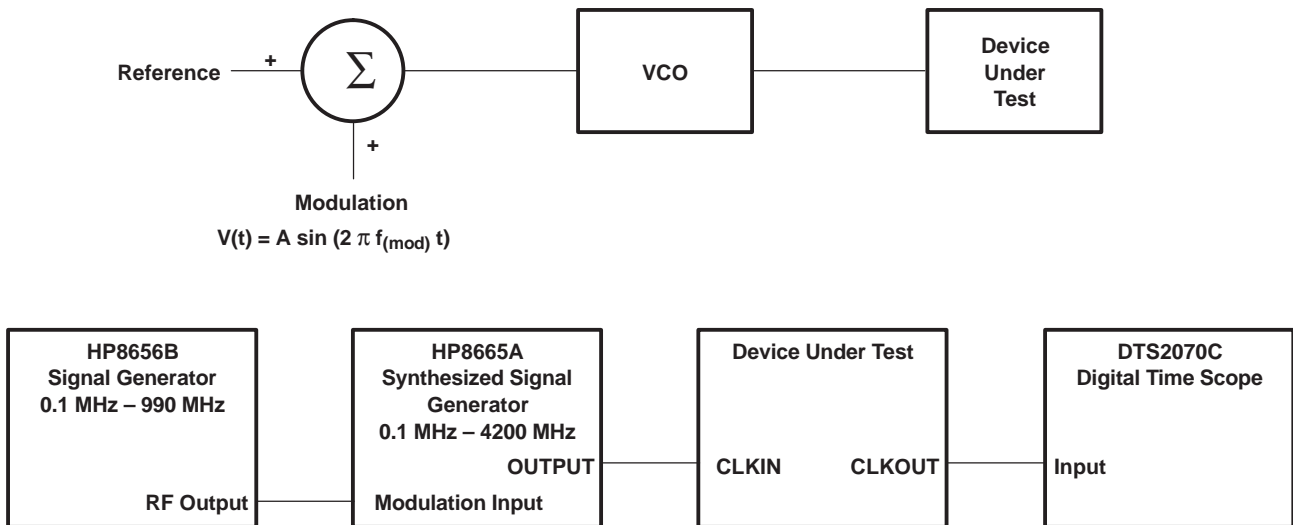 Reference
+
Σ
+
VCO
Device
Under
Test
Modulation
V(t) = A sin (2 π f(mod) t)
HP8656B
Signal Generator
0.1 MHz – 990 MHz
RF Output
HP8665A
Synthesized Signal
Generator
0.1 MHz – 4200 MHz
OUTPUT
Modulation Input
Device Under Test
CLKIN
CLKOUT
DTS2070C
Digital Time Scope
Input